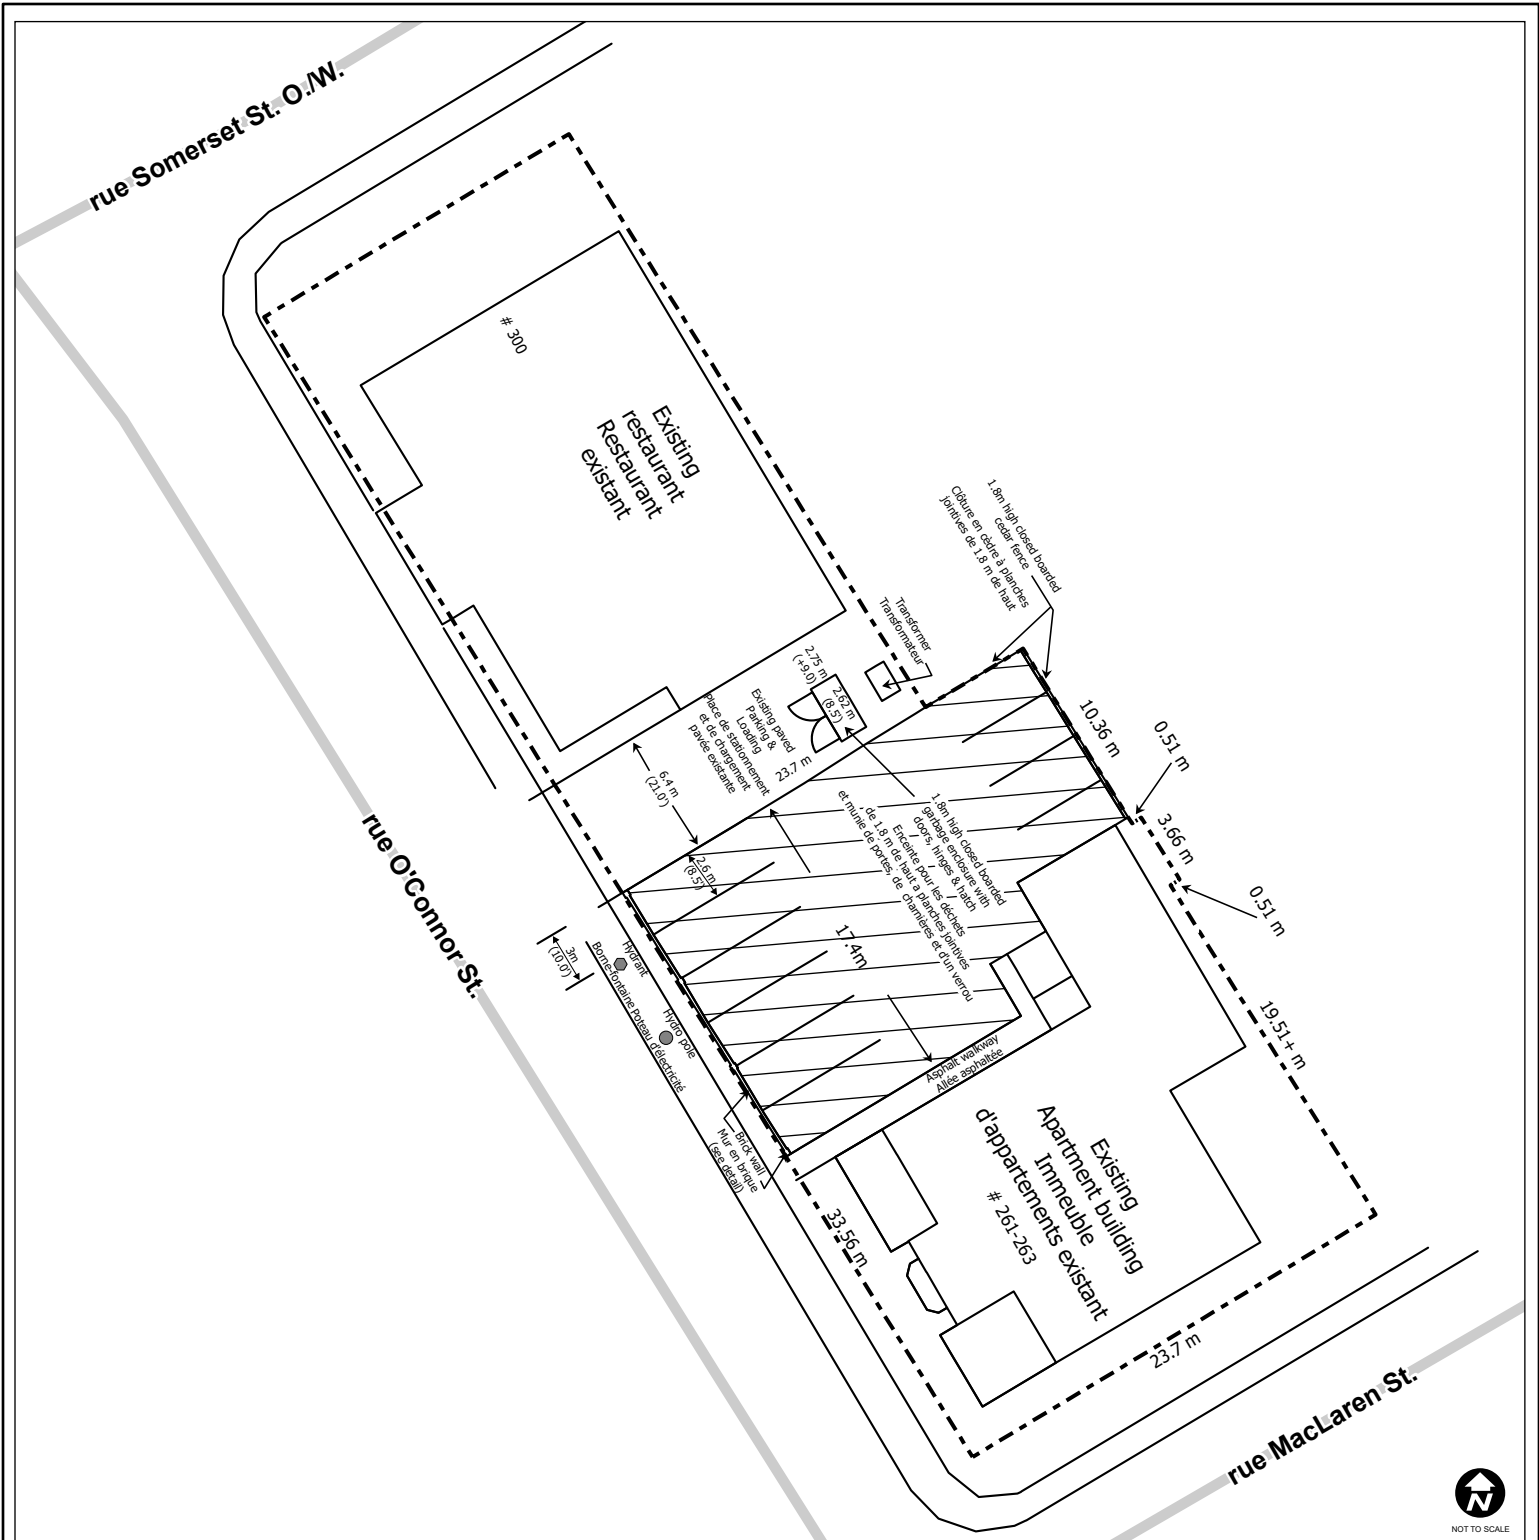 rue Somerset St. O./W.
# 300
Existing
restaurant
Restaurant
existant
1.8m high closed boarded
cedar fence
Clôture en cèdre à planches
jointives de 1.8 m de haut
Transformer
Transformateur
2.75 m
(+9.0)
2.62 m
(8.5')
Existing paved
Parking &
Loading
Place de stationnement
et de chargement
pavée existante
23.7 E
6.4 m
(21.0')
2.6 m
(8.5')
10.36 m
0.51 m
3.66 m
0.51 m
19.51+ m
1.8m high closed boarded
garbage enclosure with
doors, hinges & hatch
Enceinte pour les déchets
de 1.8 m de haut a planches jointives
et munie de portes, de charnières et d'un verrou
17.4m
rue O'Connor St.
3m
(10.0')
Hydrant
Borne-fontaine
Hydro pole
Poteau d'électricité
Asphalt walkway
Allée asphaltée
Brick wall
Mur en brique
(see detail)
33.56 m
Existing
Apartment building
Immeuble
d'appartements existant
# 261-263
23.7 m
rue MacLaren St.
N
NOT TO SCALE